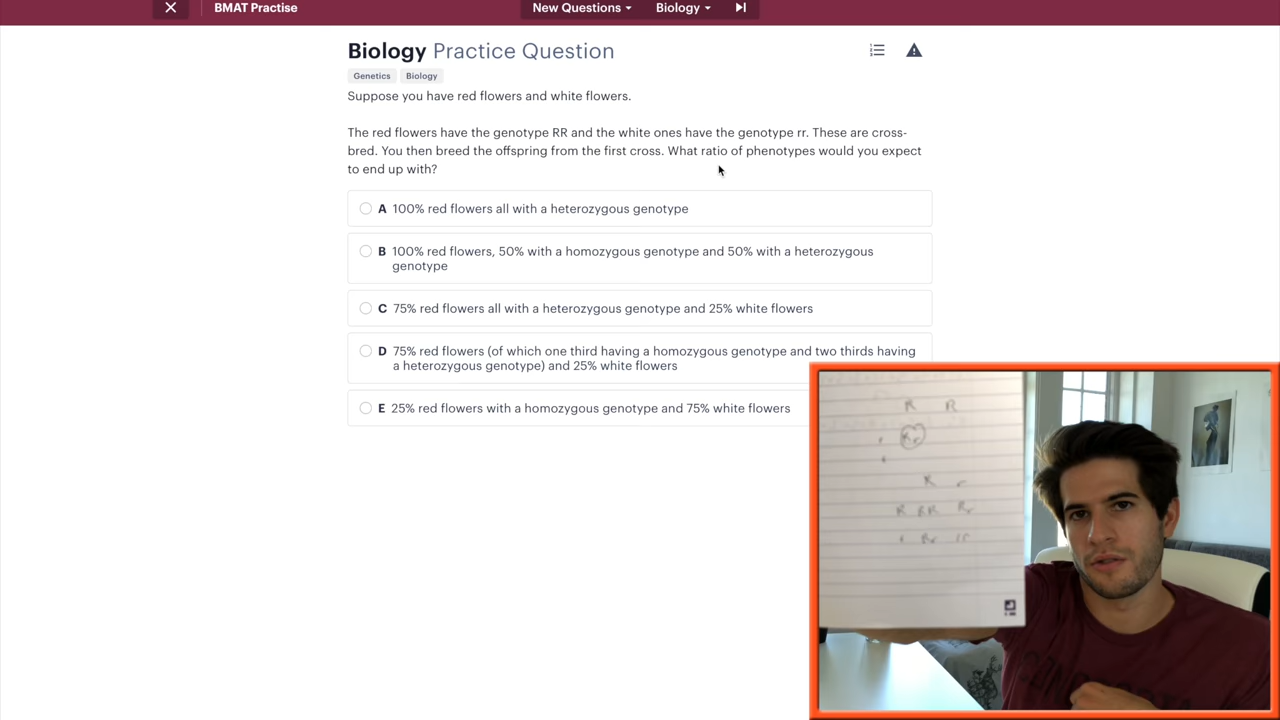 BMAT Practise
New Questions
Biology
Biology Practice Question
Genetics
Biology
Suppose you have red flowers and white flowers.
The red flowers have the genotype RR and the white ones have the genotype rr. These are cross-
bred. You then breed the offspring from the first cross. What ratio of phenotypes would you expect
to end up with?
A 100% red flowers all with a heterozygous genotype
B 100% red flowers, 50% with a homozygous genotype and 50% with a heterozygous
genotype
C 75% red flowers all with a heterozygous genotype and 25% white flowers
D 75% red flowers (of which one third having a homozygous genotype and two thirds having
a heterozygous genotype) and 25% white flowers
E 25% red flowers with a homozygous genotype and 75% white flowers
R R
Rr
R r
R RR Rr
r Rr rr